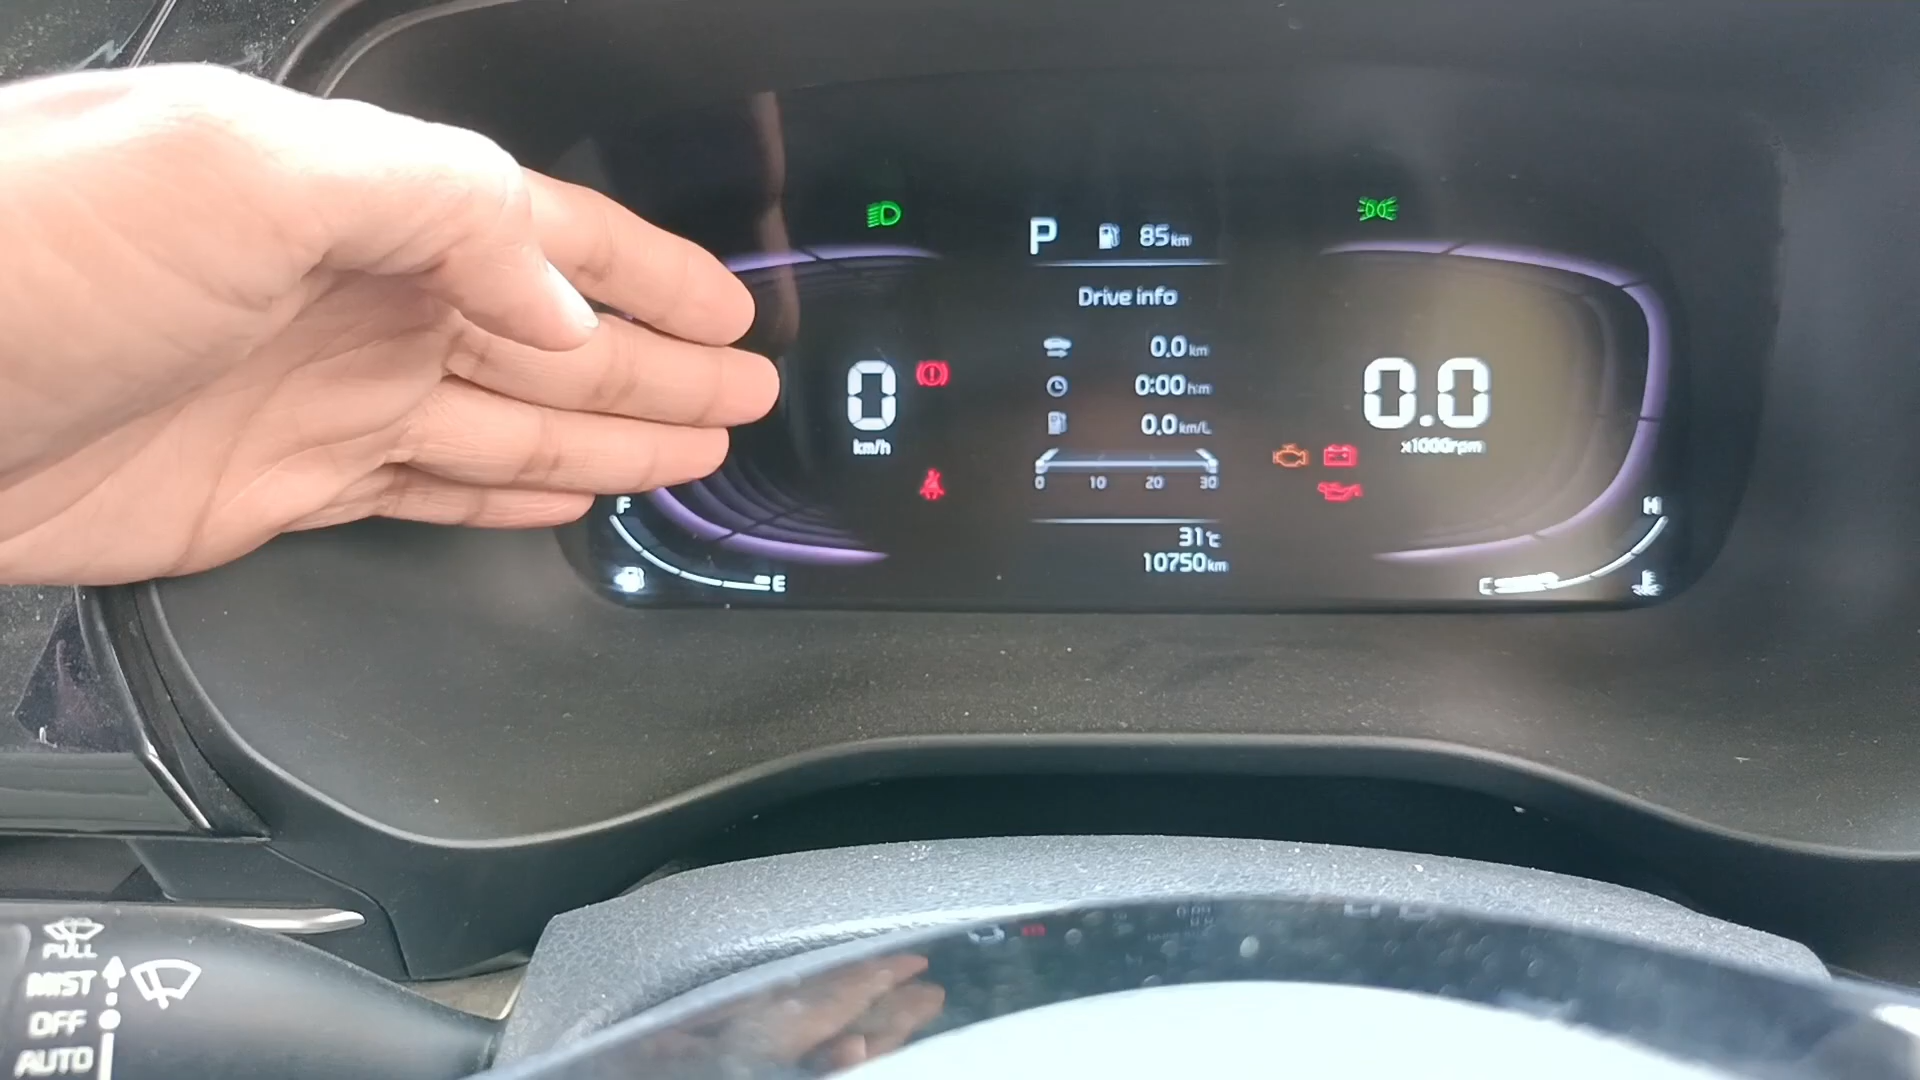 P 85km
Drive info
0.0 km
0:00 h:m
0.0 km/L
0 10 20 30
31℃
10750km
0
km/h
0.0
x1000rpm
F
E
H
C
PULL
MIST
OFF
AUTO